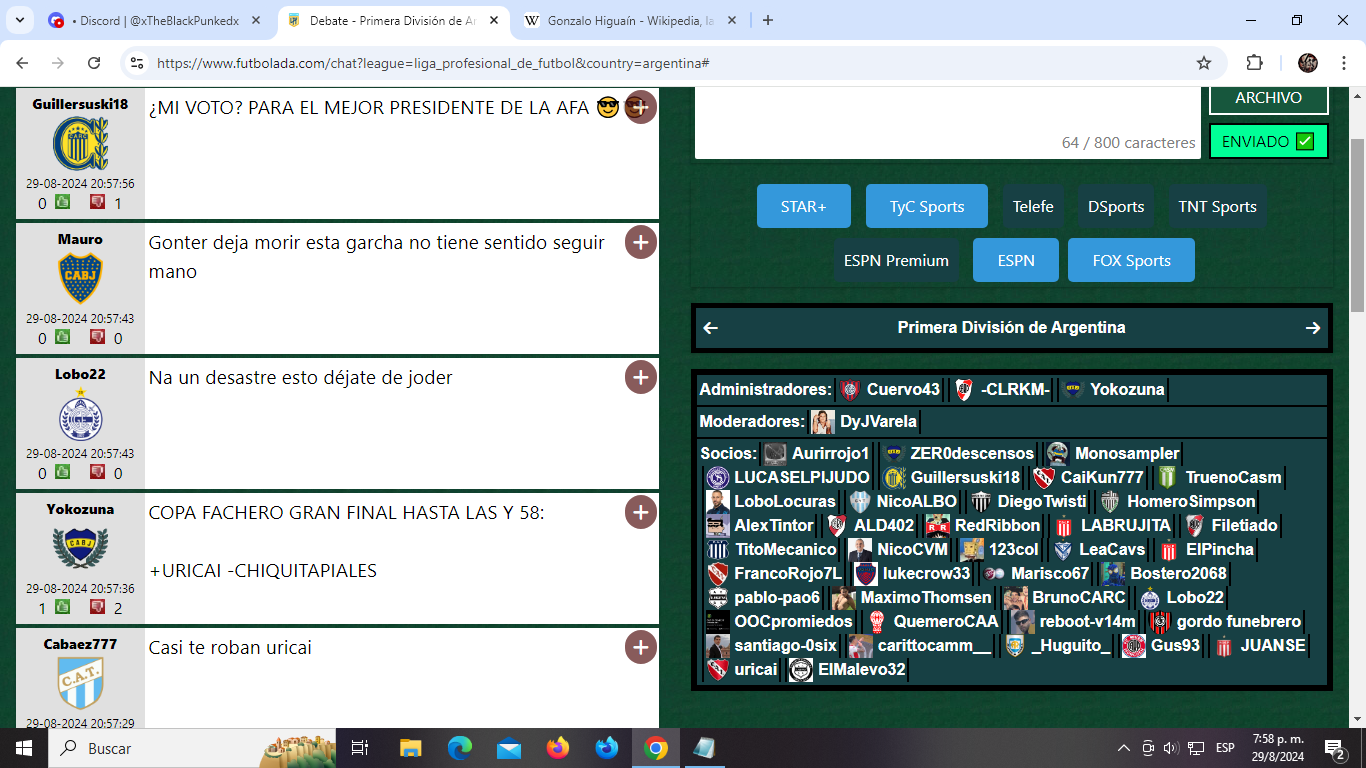 • Discord | @xTheBlackPunkedx
Debate - Primera División de Ar
Gonzalo Higuaín - Wikipedia, la
https://www.futbolada.com/chat?league=liga_profesional_de_futbol&country=argentina#
Guillersuski18
¿MI VOTO? PARA EL MEJOR PRESIDENTE DE LA AFA 😎😎
29-08-2024 20:57:56
0 1
Mauro
Gonter deja morir esta garcha no tiene sentido seguir
mano
CABJ
29-08-2024 20:57:43
0 0
Lobo22
Na un desastre esto déjate de joder
29-08-2024 20:57:43
0 0
Yokozuna
COPA FACHERO GRAN FINAL HASTA LAS Y 58:
+URICAI -CHIQUITAPIALES
CABJ
29-08-2024 20:57:36
1 2
Cabaez777
Casi te roban uricai
C.A.T.
29-08-2024 20:57:29
ARCHIVO
64 / 800 caracteres
ENVIADO ✅
STAR+ TyC Sports Telefe DSports TNT Sports
ESPN Premium ESPN FOX Sports
← Primera División de Argentina →
Administradores: Cuervo43 -CLRKM- Yokozuna
Moderadores: DyJVarela
Socios: Aurirrojo1 ZER0descensos Monosampler
LUCASELPIJUDO Guillersuski18 CaiKun777 TruenoCasm
LoboLocuras NicoALBO DiegoTwisti HomeroSimpson
AlexTintor ALD402 RedRibbon LABRUJITA Filetiado
TitoMecanico NicoCVM 123col LeaCavs ElPincha
FrancoRojo7L lukecrow33 Marisco67 Bostero2068
pablo-pao6 MaximoThomsen BrunoCARC Lobo22
OOCpromiedos QuemeroCAA reboot-v14m gordo funebrero
santiago-0six carittocamm__ _Huguito_ Gus93 JUANSE
uricai ElMalevo32
Buscar
ESP
7:58 p. m.
29/8/2024
2